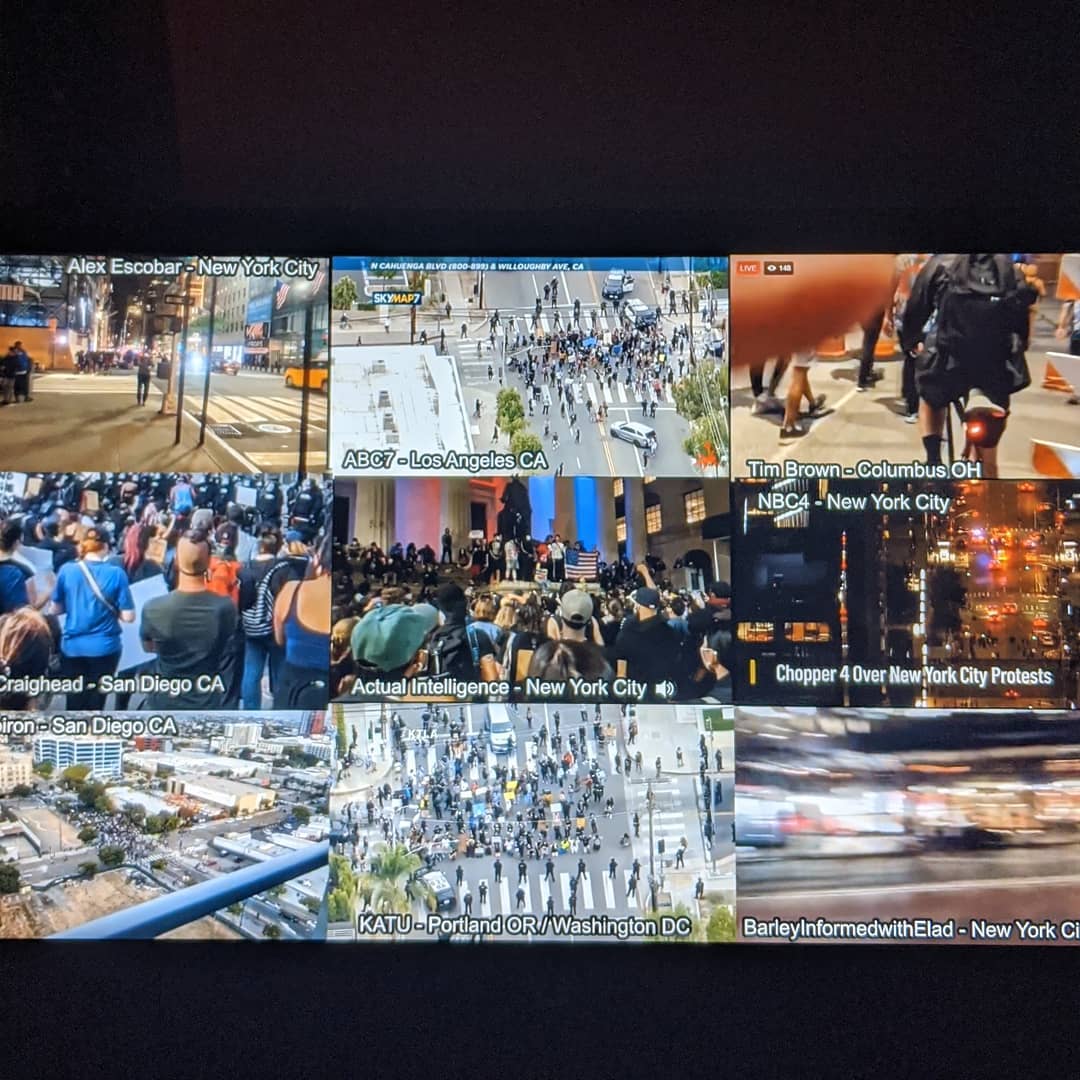 Alex Escobar - New York City
N CAHUENGA BLVD (800-899) & WILLOUGHBY AVE, CA
SKYMAP7
ABC7 - Los Angeles CA
LIVE 148
Tim Brown - Columbus OH
Craighead - San Diego CA
Actual Intelligence - New York City
NBC4 - New York City
Chopper 4 Over New York City Protests
iron - San Diego CA
KTLA
KATU - Portland OR / Washington DC
BarleyInformedwithElad - New York Ci